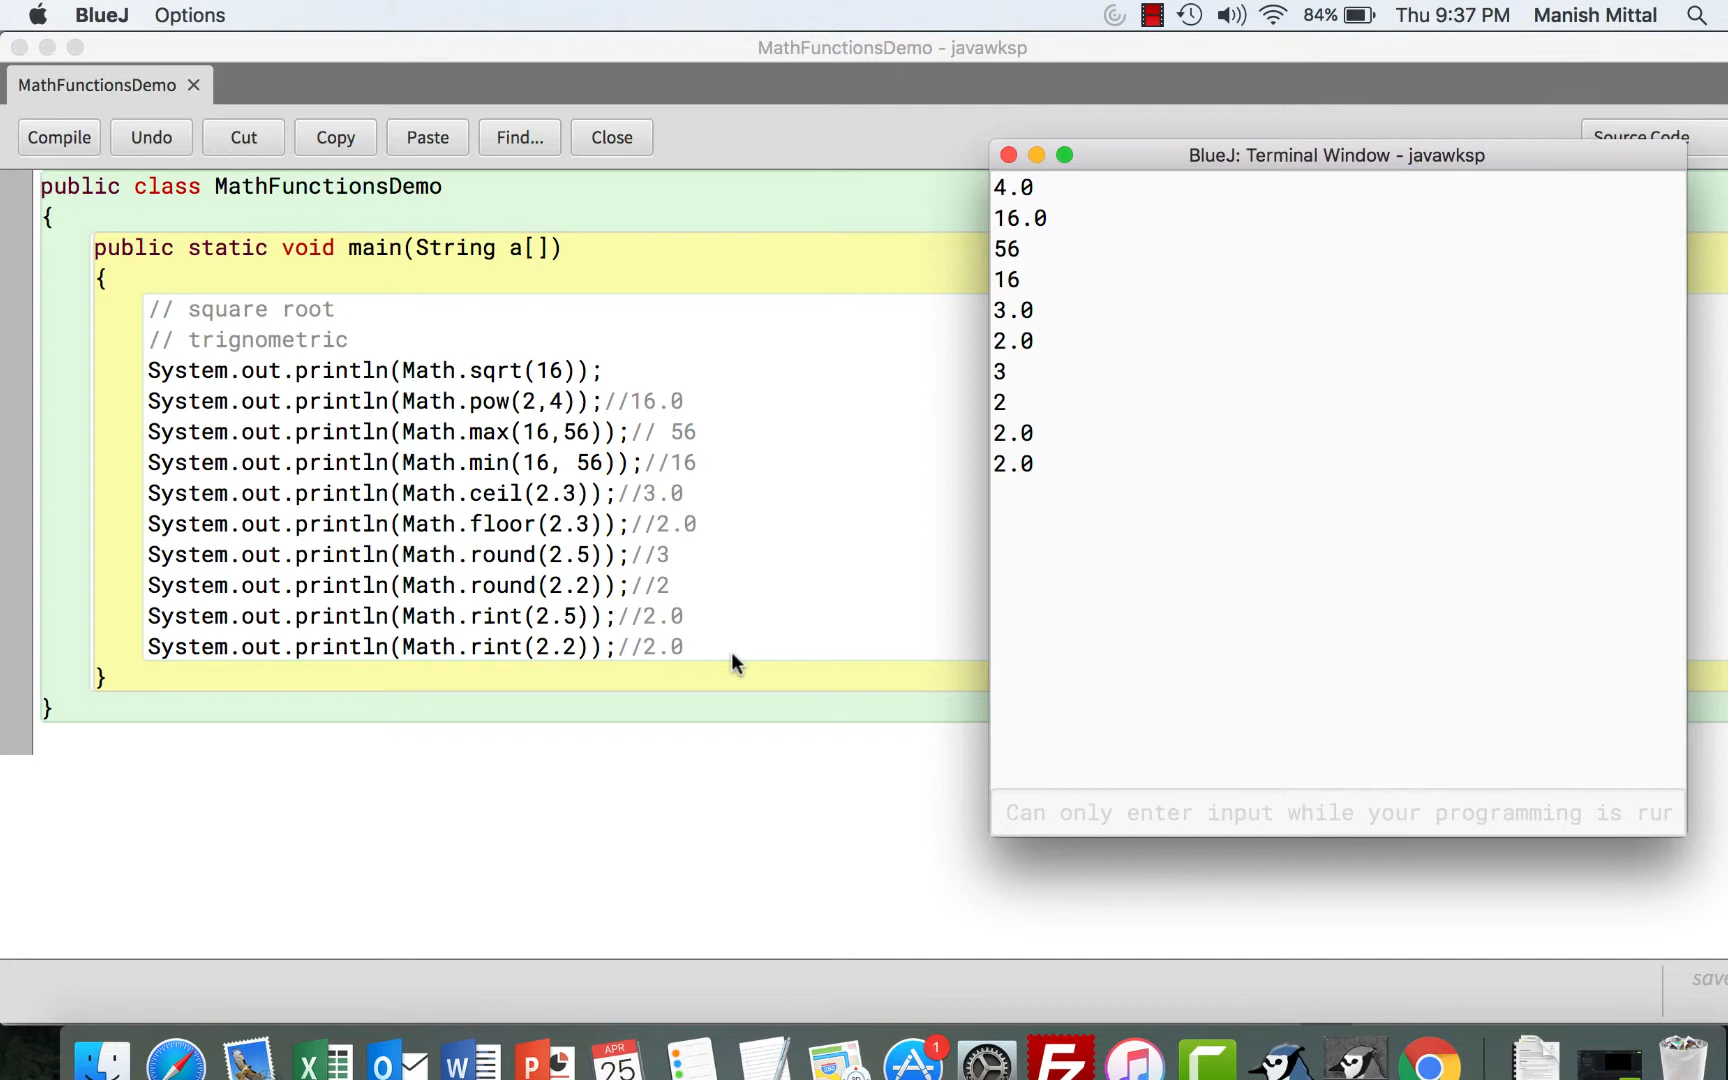 BlueJ Options 84% Thu 9:37 PM Manish Mittal
MathFunctionsDemo - javawksp
MathFunctionsDemo
Compile Undo Cut Copy Paste Find... Close Source Code
public class MathFunctionsDemo
{
public static void main(String a[])
{
// square root
// trignometric
System.out.println(Math.sqrt(16));
System.out.println(Math.pow(2,4));//16.0
System.out.println(Math.max(16,56));// 56
System.out.println(Math.min(16, 56));//16
System.out.println(Math.ceil(2.3));//3.0
System.out.println(Math.floor(2.3));//2.0
System.out.println(Math.round(2.5));//3
System.out.println(Math.round(2.2));//2
System.out.println(Math.rint(2.5));//2.0
System.out.println(Math.rint(2.2));//2.0
}
}
BlueJ: Terminal Window - javawksp
4.0
16.0
56
16
3.0
2.0
3
2
2.0
2.0
Can only enter input while your programming is rur
save
APR
25
1